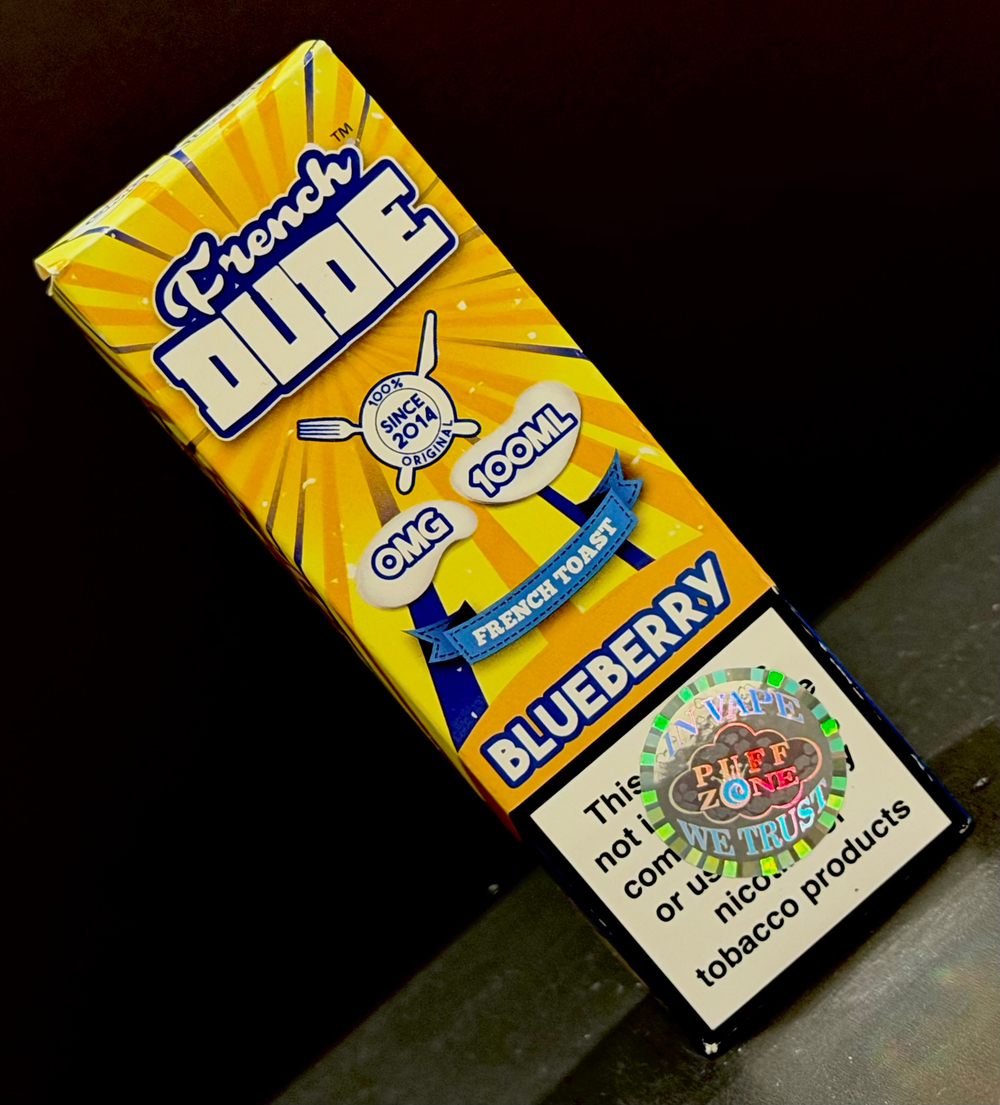 French
TM
DUDE
100%
SINCE
2014
ORIGINAL
100ML
OMG
FRENCH TOAST
BLUEBERRY
IN VAPE
PUFF
ZONE
WE TRUST
This
not
com
or us
nico
tobacco products